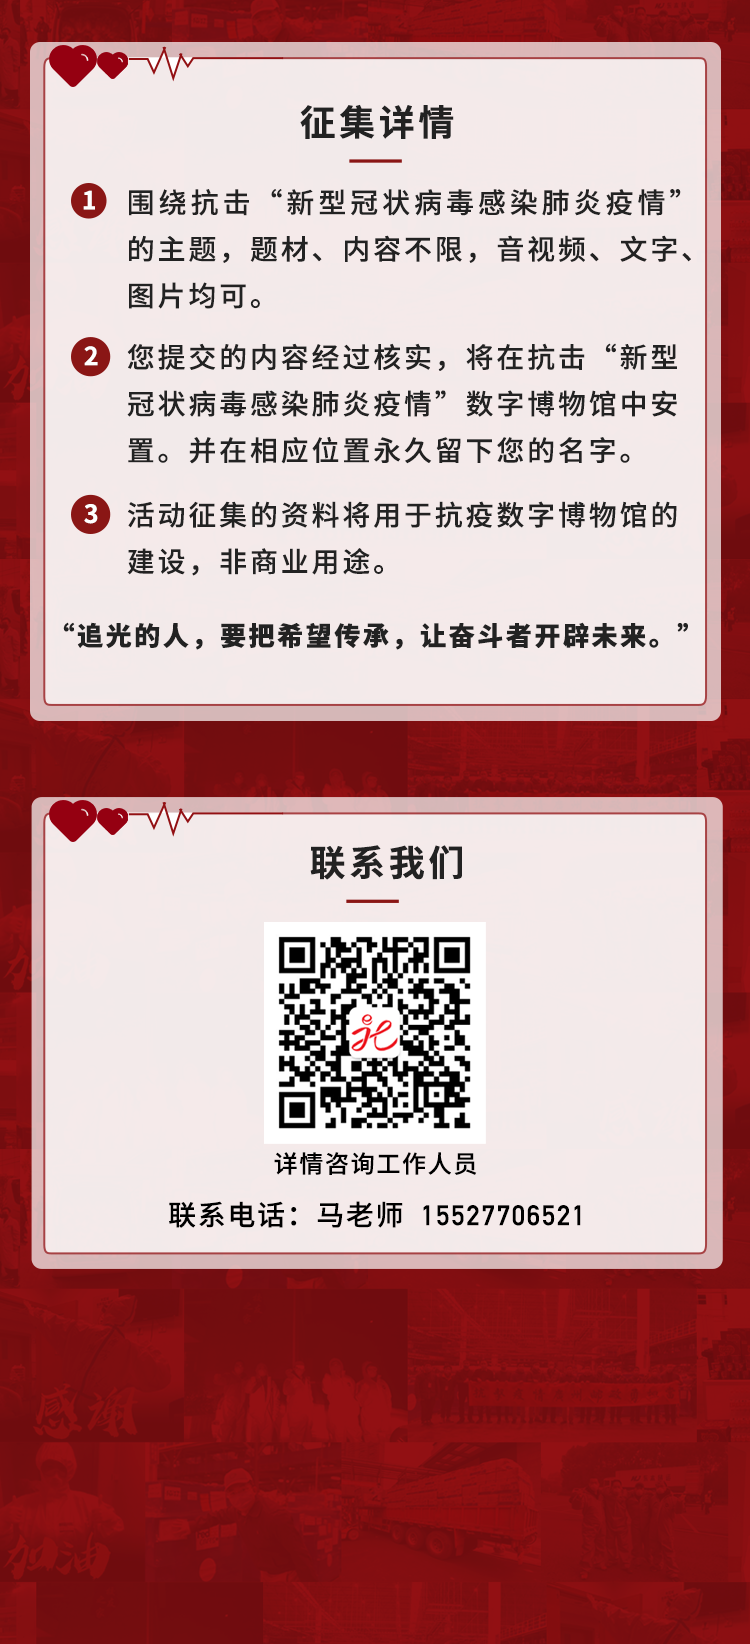 征集详情
1 围绕抗击“新型冠状病毒感染肺炎疫情”
的主题，题材、内容不限，音视频、文字、
图片均可。
2 您提交的内容经过核实，将在抗击“新型
冠状病毒感染肺炎疫情”数字博物馆中安
置。并在相应位置永久留下您的名字。
3 活动征集的资料将用于抗疫数字博物馆的
建设，非商业用途。
“追光的人，要把希望传承，让奋斗者开辟未来。”
联系我们
详情咨询工作人员
联系电话：马老师 15527706521
感谢
加油